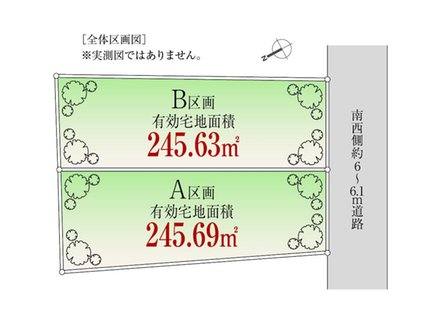 ［全体区画図］
※実測図ではありません。
N
B区画
有効宅地面積
245.63㎡
A区画
有効宅地面積
245.69㎡
南西側約6〜6.1m道路